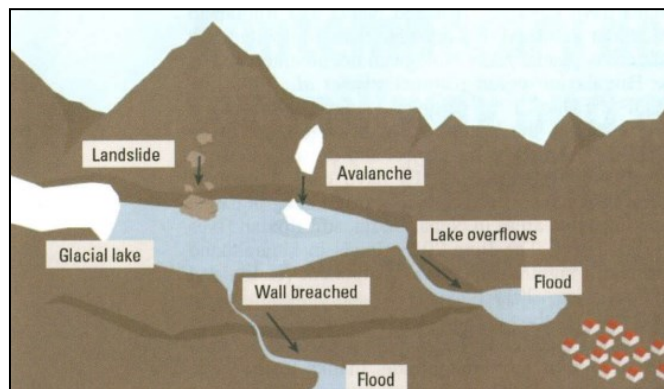 Landslide
Avalanche
Glacial lake
Lake overflows
Wall breached
Flood
Flood